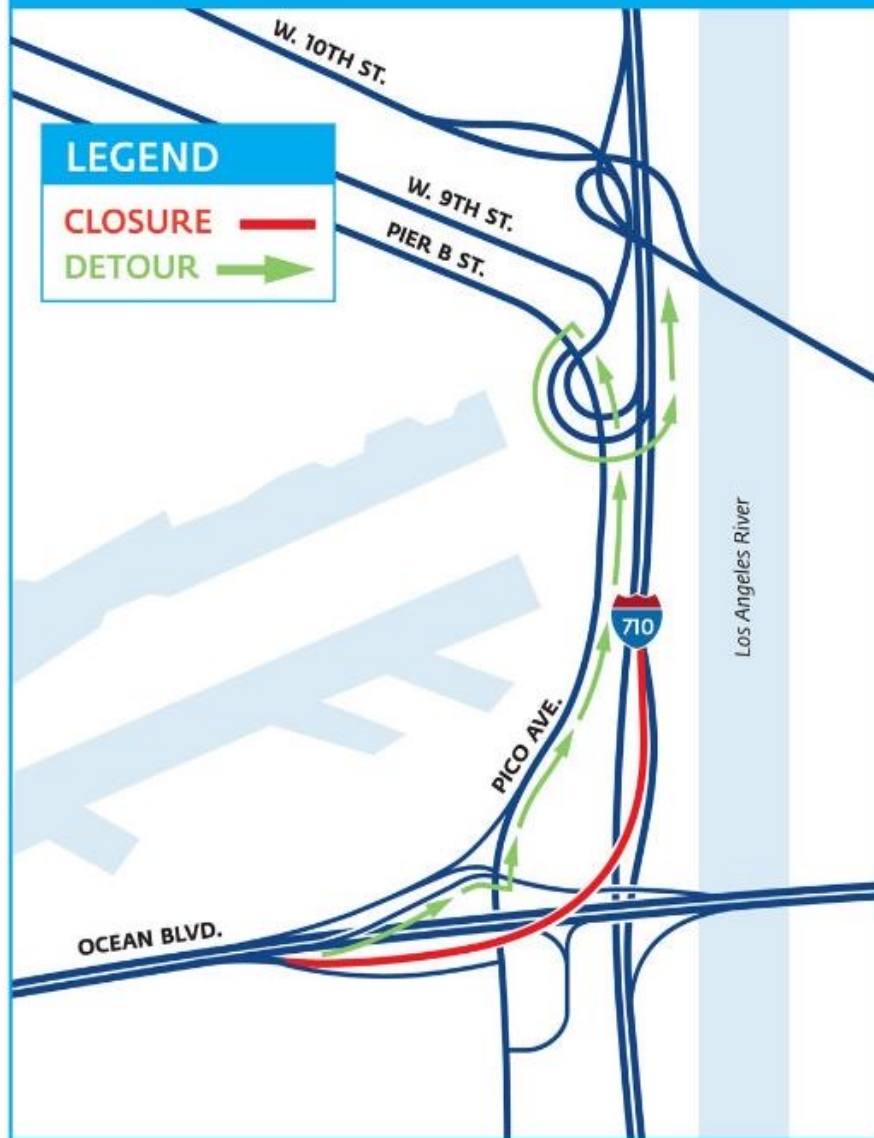 W. 10TH ST.
LEGEND
CLOSURE
DETOUR
W. 9TH ST.
PIER B ST.
Los Angeles River
710
PICO AVE.
OCEAN BLVD.